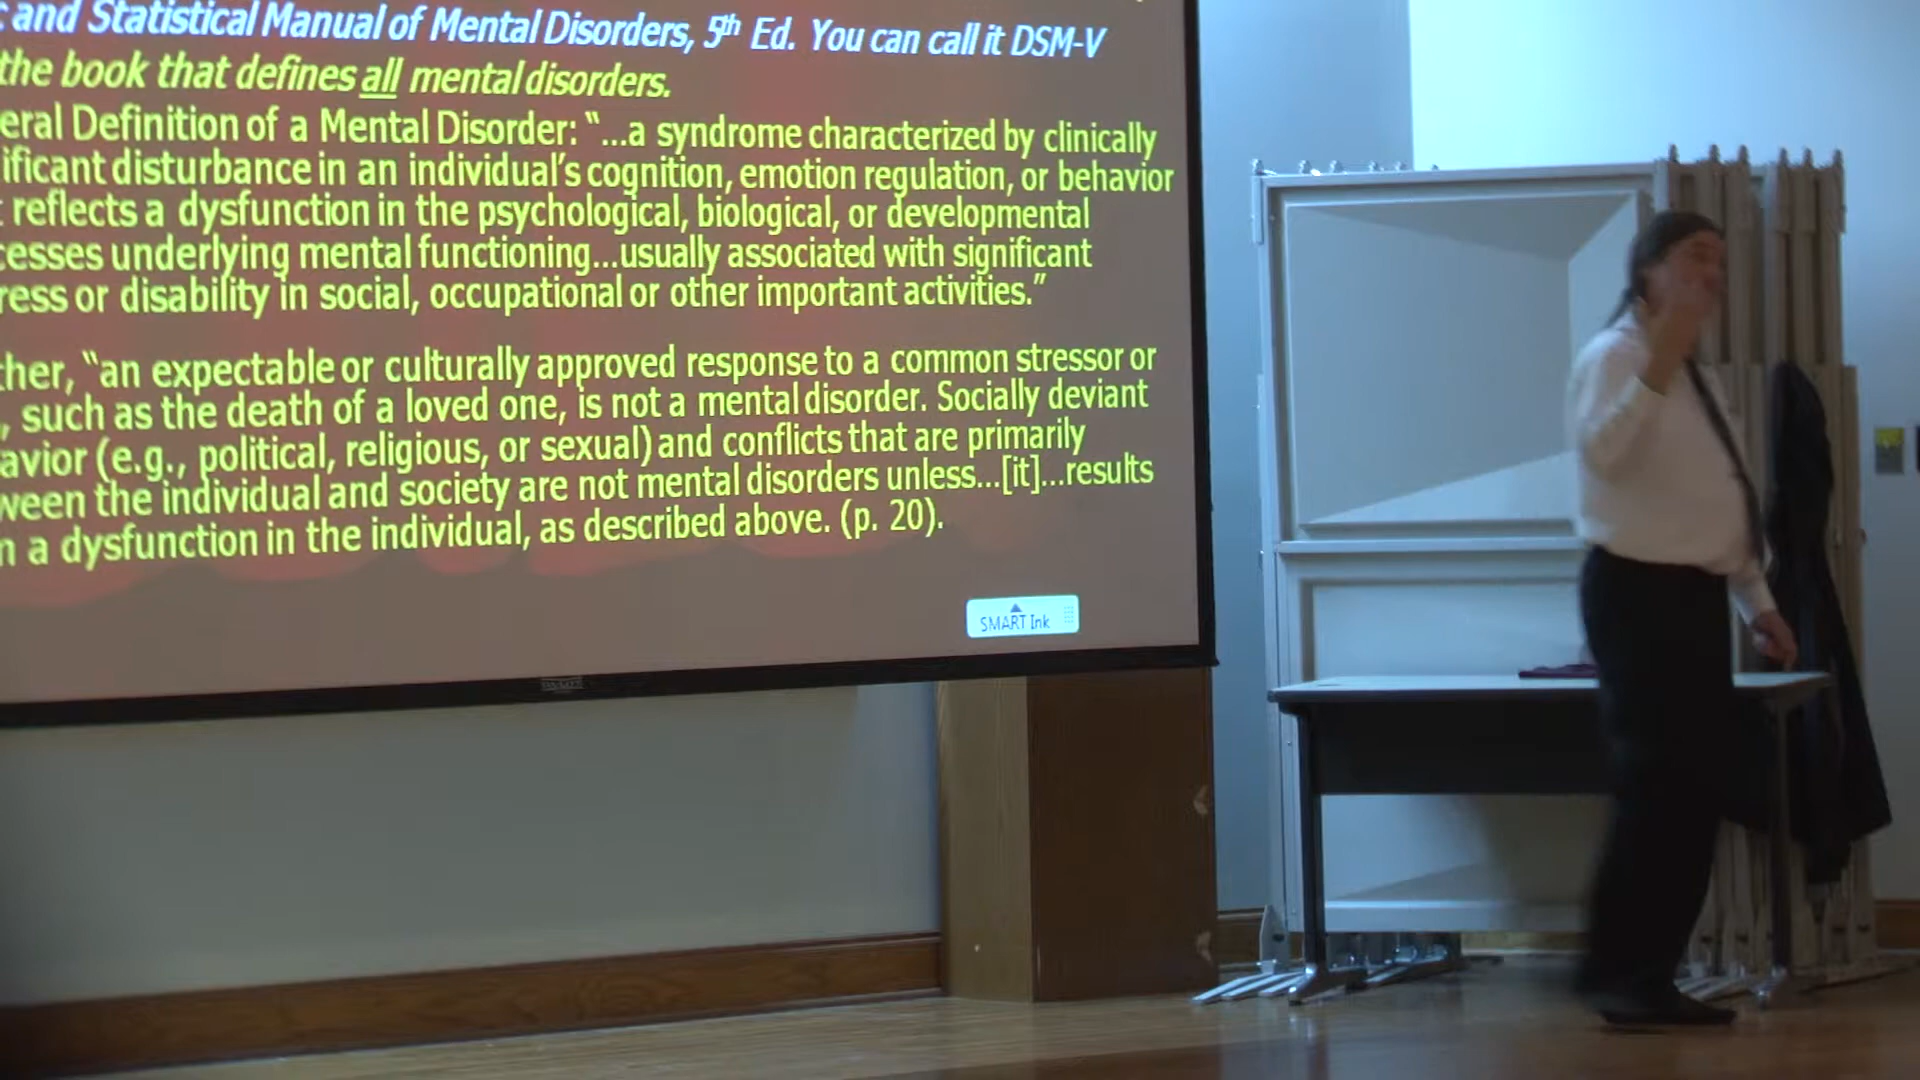 and Statistical Manual of Mental Disorders, 5th Ed. You can call it DSM-V
the book that defines all mental disorders.
eral Definition of a Mental Disorder: “...a syndrome characterized by clinically
ificant disturbance in an individual’s cognition, emotion regulation, or behavior
t reflects a dysfunction in the psychological, biological, or developmental
cesses underlying mental functioning...usually associated with significant
ress or disability in social, occupational or other important activities.”
ther, “an expectable or culturally approved response to a common stressor or
, such as the death of a loved one, is not a mental disorder. Socially deviant
avior (e.g., political, religious, or sexual) and conflicts that are primarily
ween the individual and society are not mental disorders unless...[it]...results
m a dysfunction in the individual, as described above. (p. 20).
SMART Ink